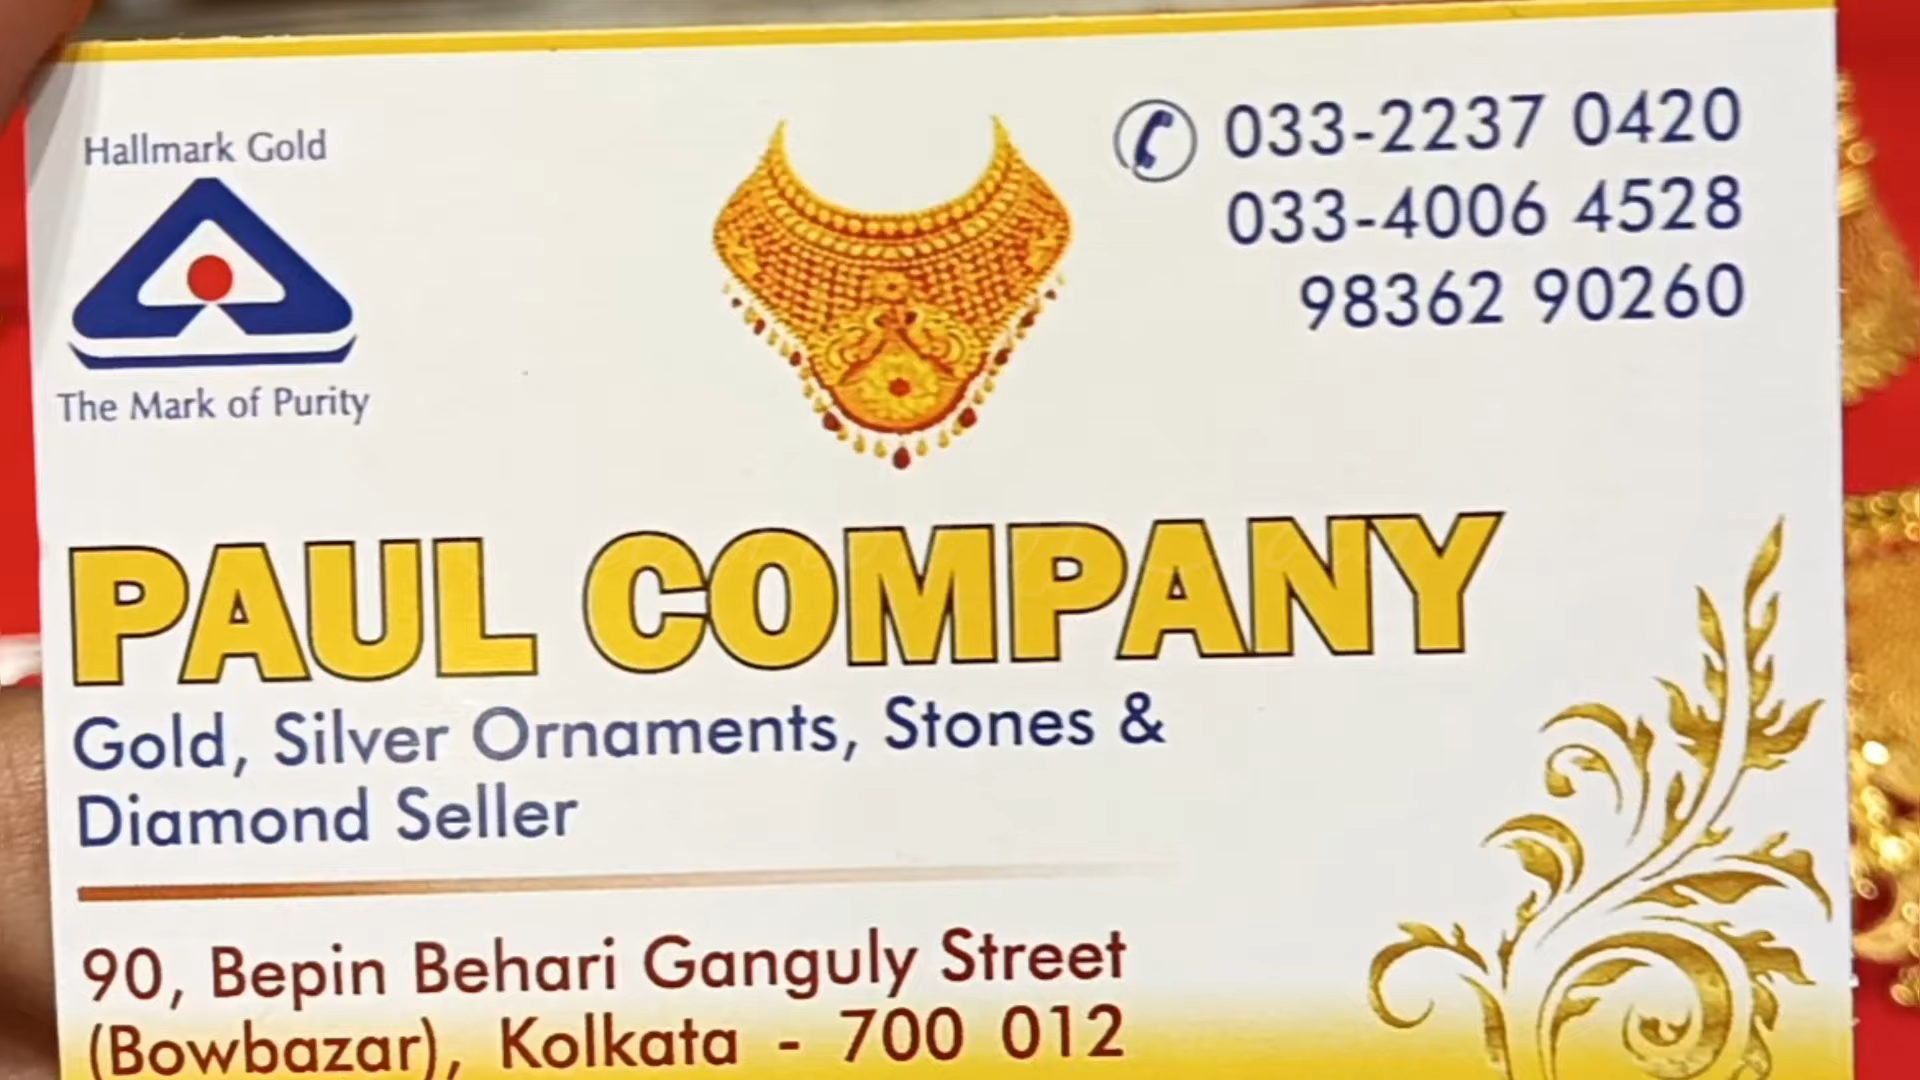 Hallmark Gold
The Mark of Purity
033-2237 0420
033-4006 4528
98362 90260
PAUL COMPANY
Gold, Silver Ornaments, Stones &
Diamond Seller
90, Bepin Behari Ganguly Street
(Bowbazar), Kolkata - 700 012